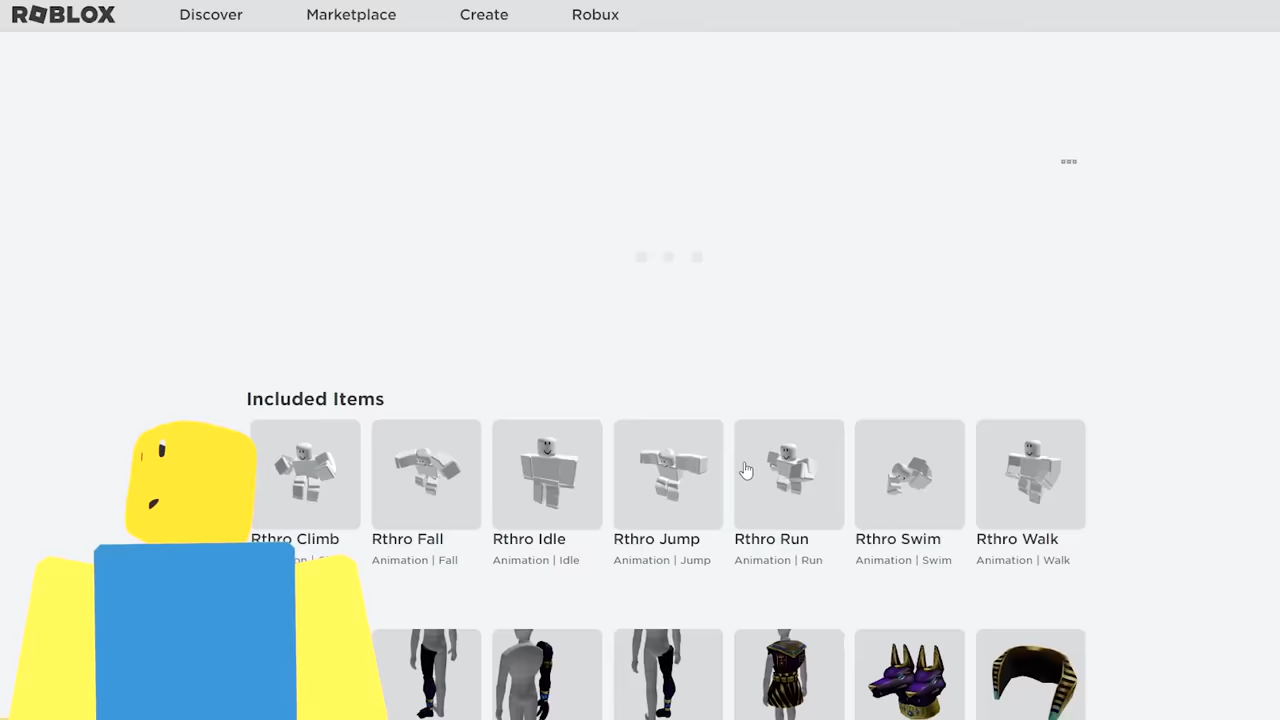 ROBLOX Discover Marketplace Create Robux
Included Items
Rthro Climb Rthro Fall Rthro Idle Rthro Jump Rthro Run Rthro Swim Rthro Walk
Animation | Fall Animation | Idle Animation | Jump Animation | Run Animation | Swim Animation | Walk